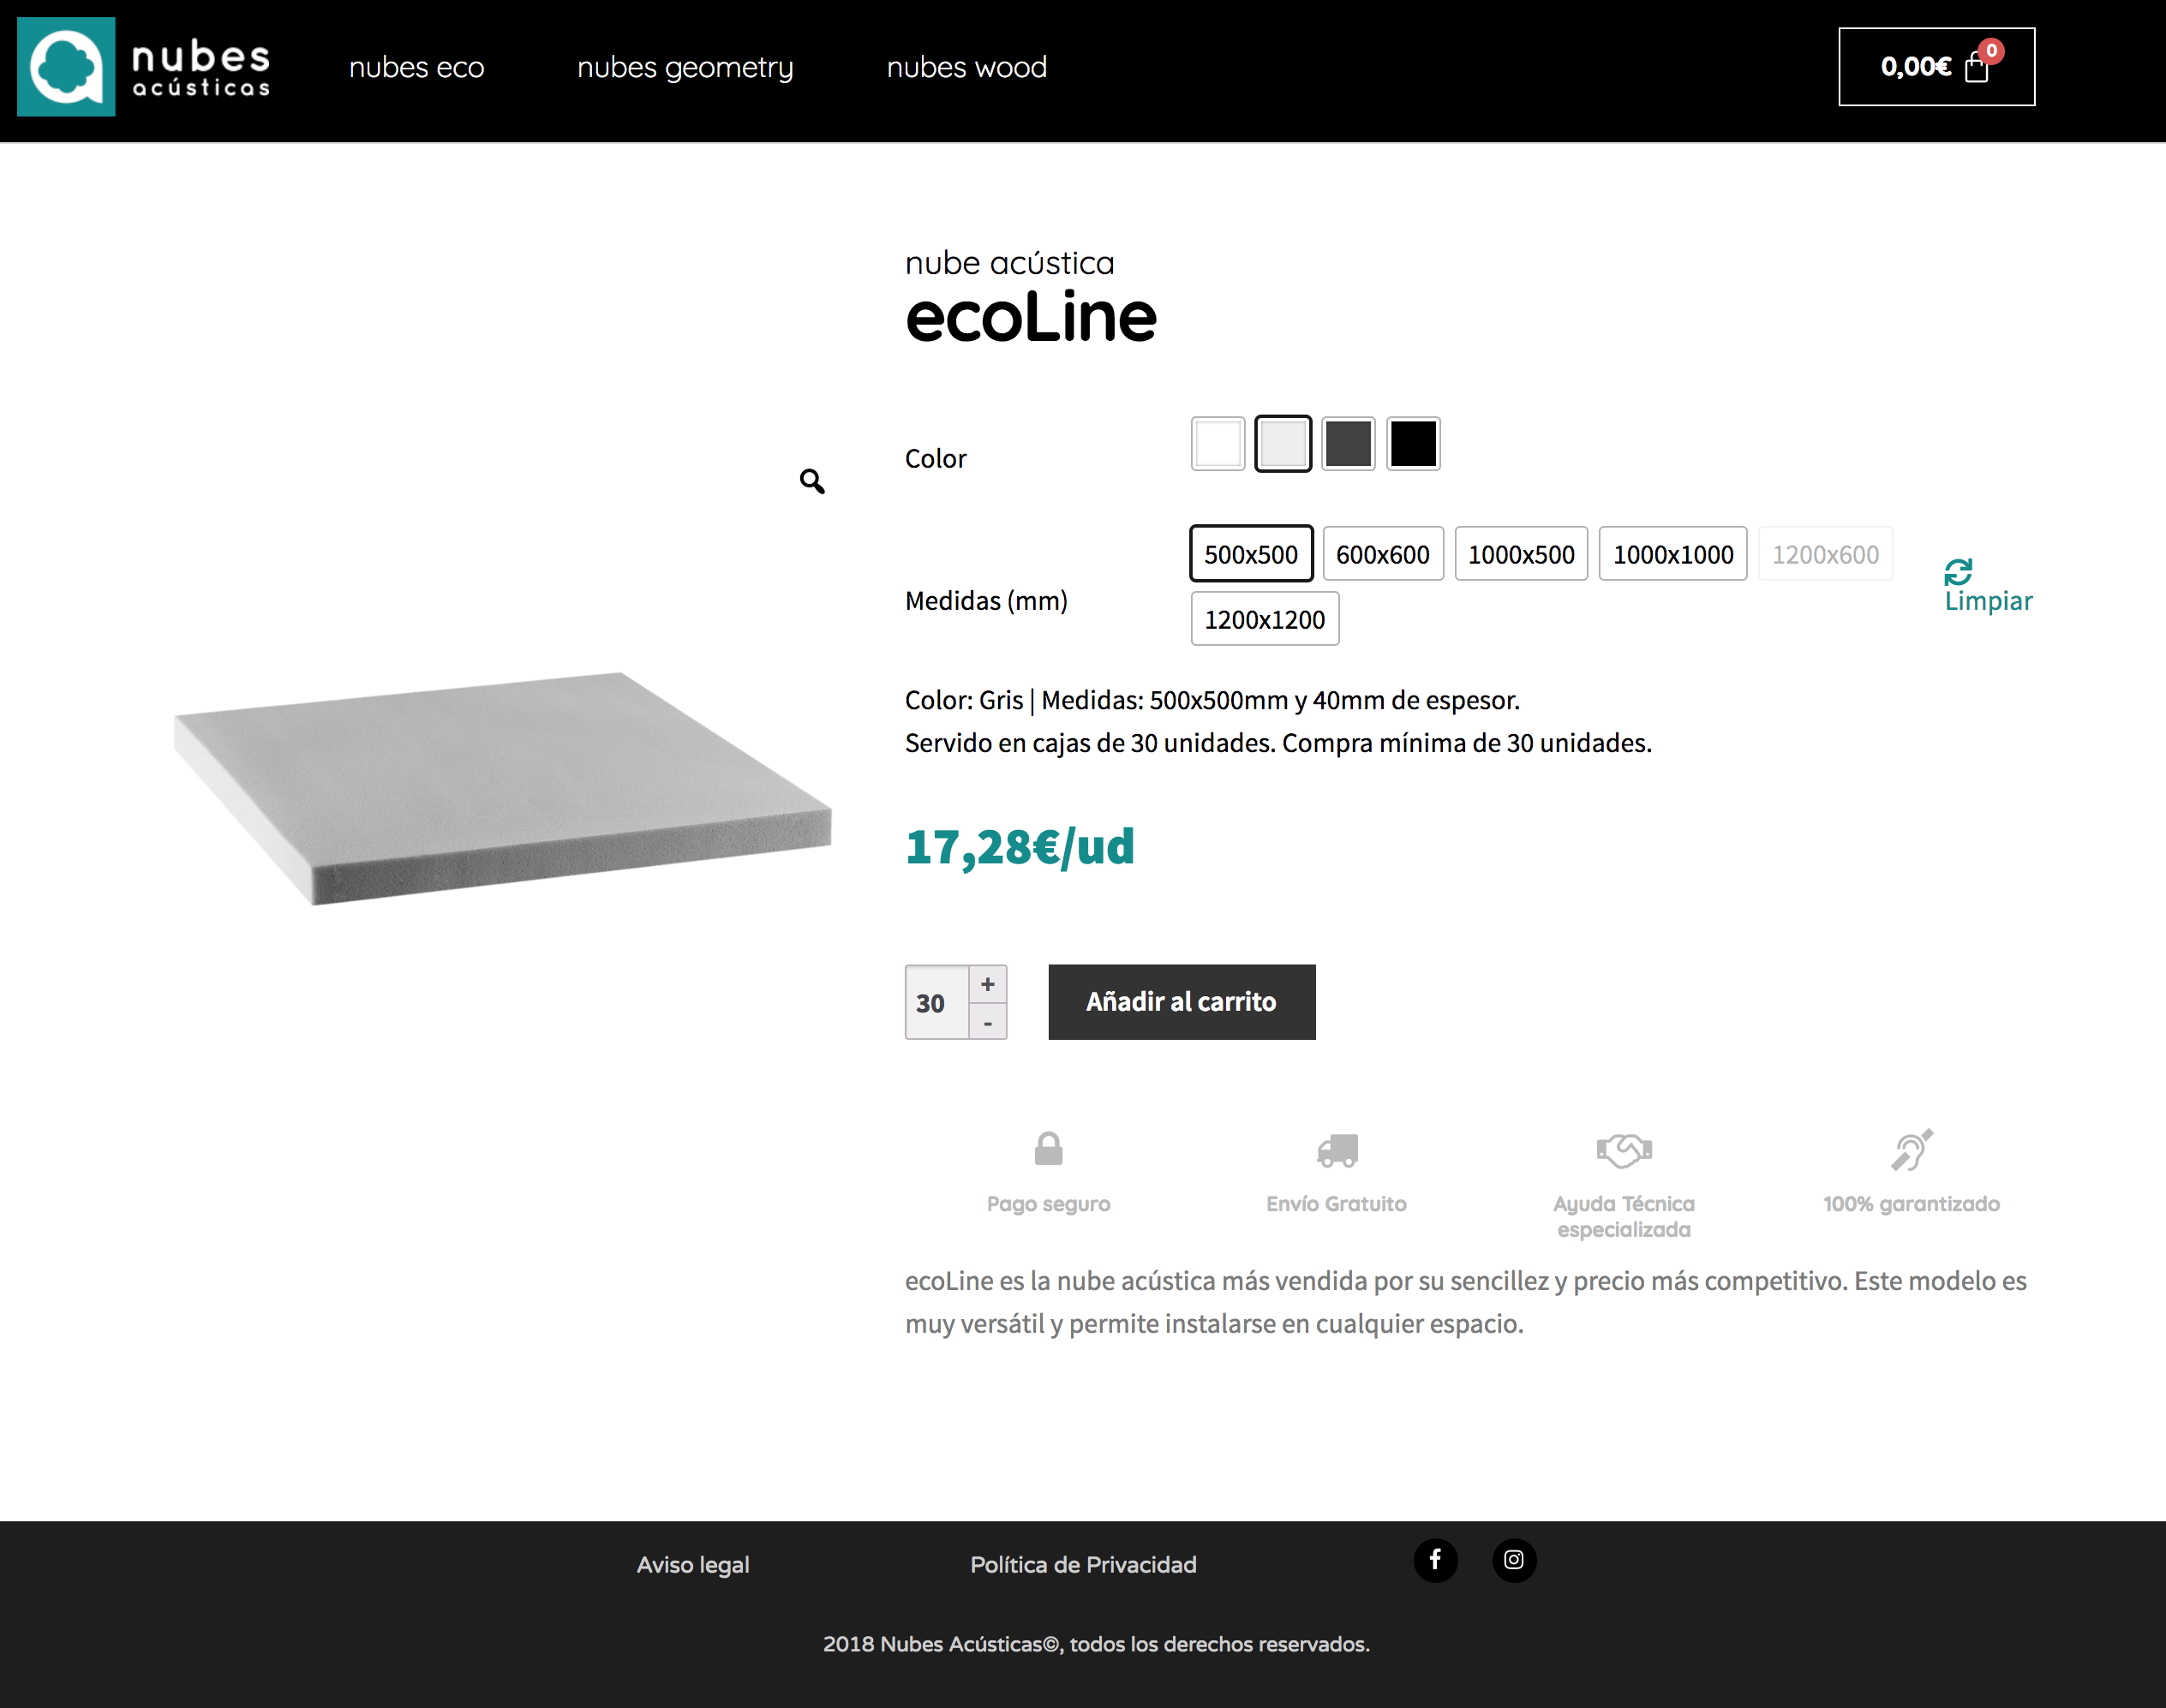 nubes
acústicas
nubes eco
nubes geometry
nubes wood
0,00€
0
nube acústica
ecoLine
Color
Medidas (mm)
500x500
600x600
1000x500
1000x1000
1200x600
1200x1200
Limpiar
Color: Gris | Medidas: 500x500mm y 40mm de espesor.
Servido en cajas de 30 unidades. Compra mínima de 30 unidades.
17,28€/ud
30
+
-
Añadir al carrito
Pago seguro
Envío Gratuito
Ayuda Técnica
especializada
100% garantizado
ecoLine es la nube acústica más vendida por su sencillez y precio más competitivo. Este modelo es
muy versátil y permite instalarse en cualquier espacio.
Aviso legal
Política de Privacidad
2018 Nubes Acústicas©, todos los derechos reservados.